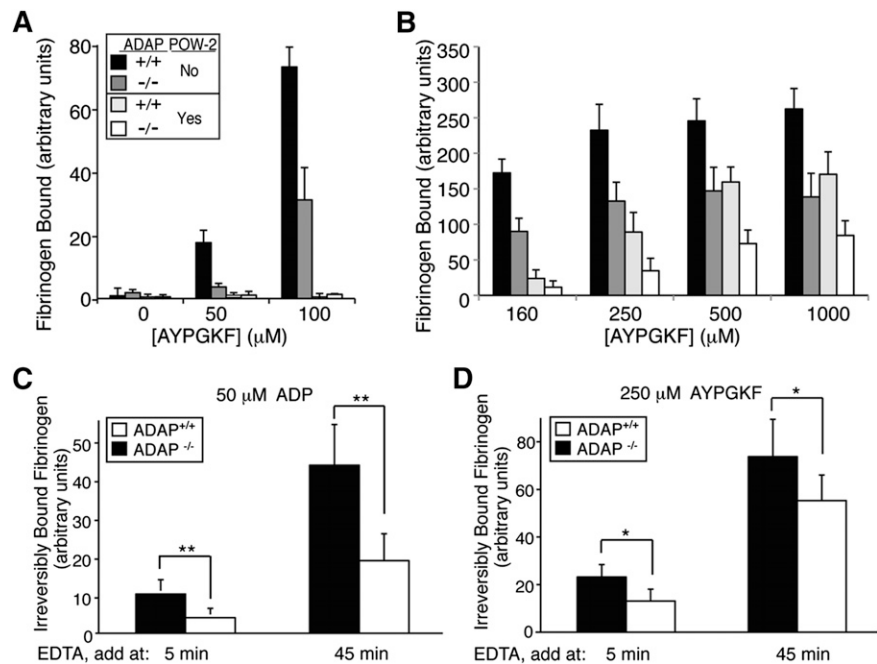 A
ADAP POW-2
+/+
-/-
No
+/+
-/-
Yes
Fibrinogen Bound (arbitrary units)
80
60
40
20
0
0 50 100
[AYPGKF] (µM)
B
Fibrinogen Bound (arbitrary units)
350
300
250
200
150
100
50
0
160 250 500 1000
[AYPGKF] (µM)
C
50 µM ADP
ADAP+/+
ADAP -/-
**
**
Irreversibly Bound Fibrinogen
(arbitrary units)
50
40
30
20
10
0
EDTA, add at: 5 min 45 min
D
250 µM AYPGKF
ADAP+/+
ADAP -/-
*
*
Irreversibly Bound Fibrinogen
(arbitrary units)
80
60
40
20
0
EDTA, add at: 5 min 45 min